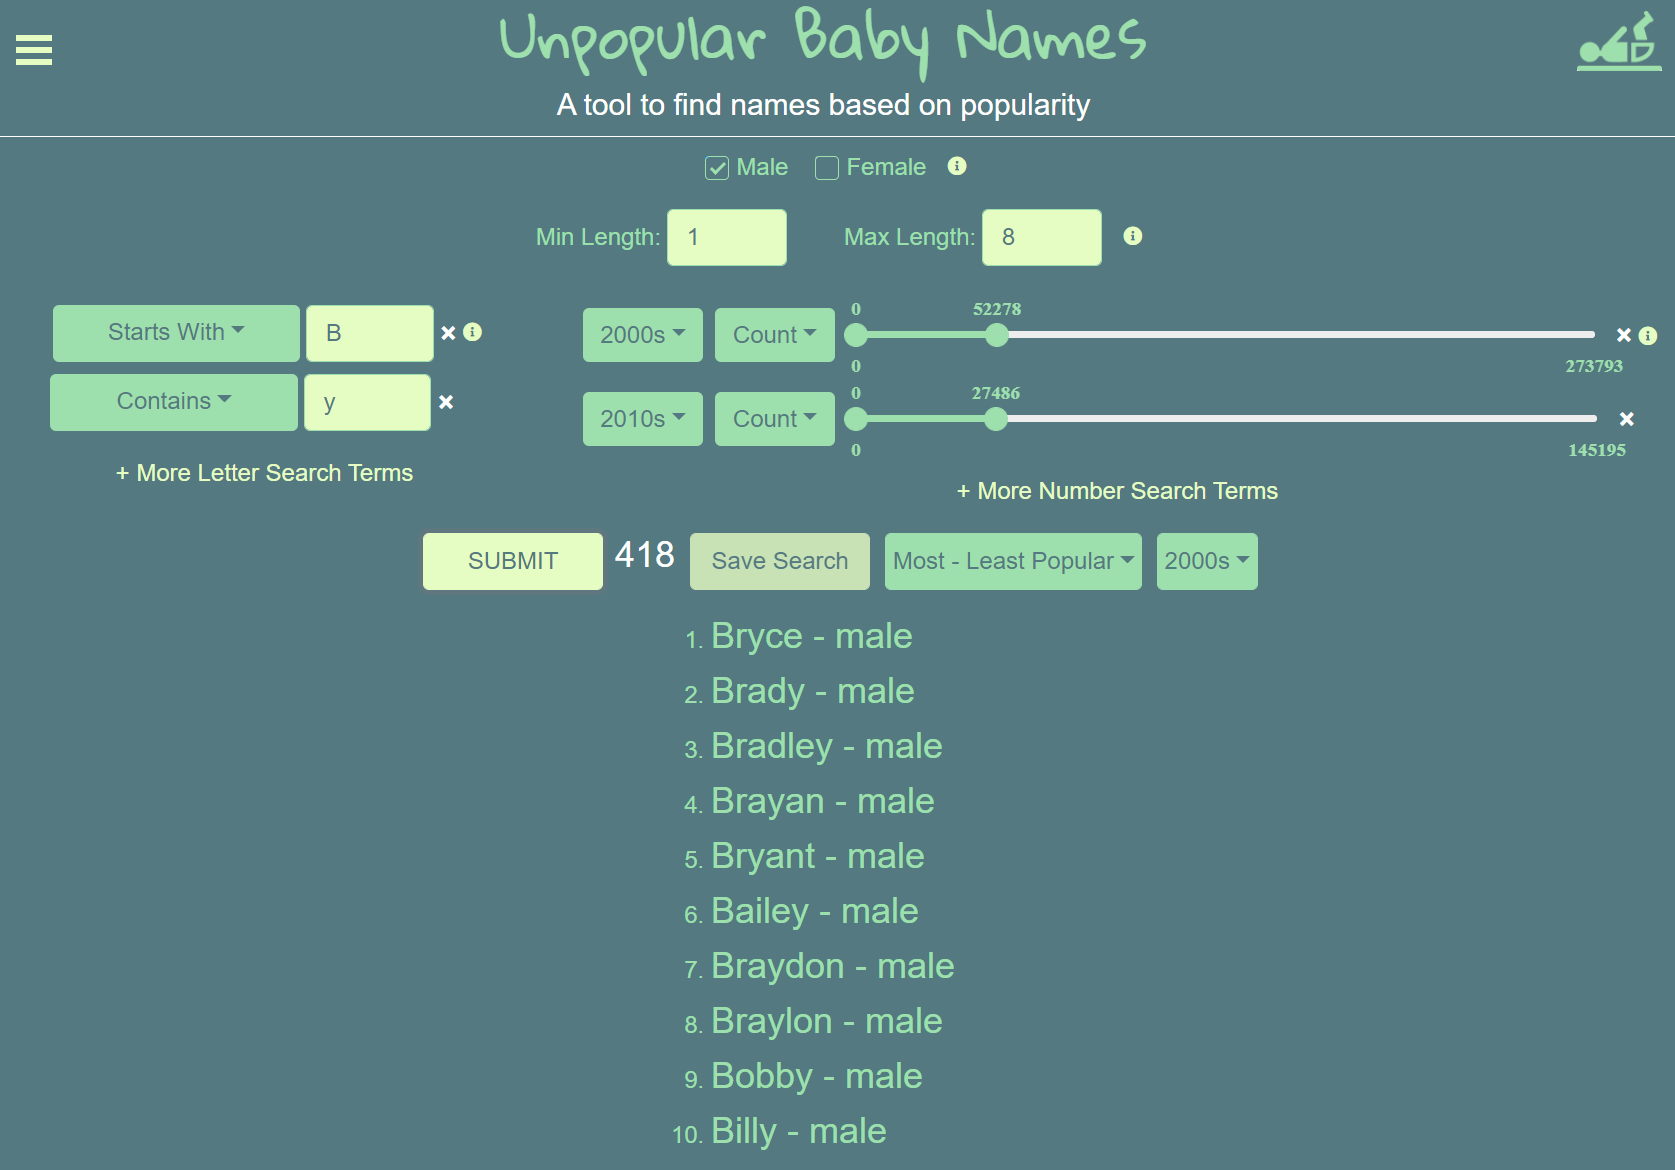 Unpopular Baby Names
A tool to find names based on popularity
Male Female
Min Length: 1 Max Length: 8
Starts With B
Contains y
+ More Letter Search Terms
0 52278
2000s Count
0 273793
0 27486
2010s Count
0 145195
+ More Number Search Terms
SUBMIT 418 Save Search Most - Least Popular 2000s
1. Bryce - male
2. Brady - male
3. Bradley - male
4. Brayan - male
5. Bryant - male
6. Bailey - male
7. Braydon - male
8. Braylon - male
9. Bobby - male
10. Billy - male